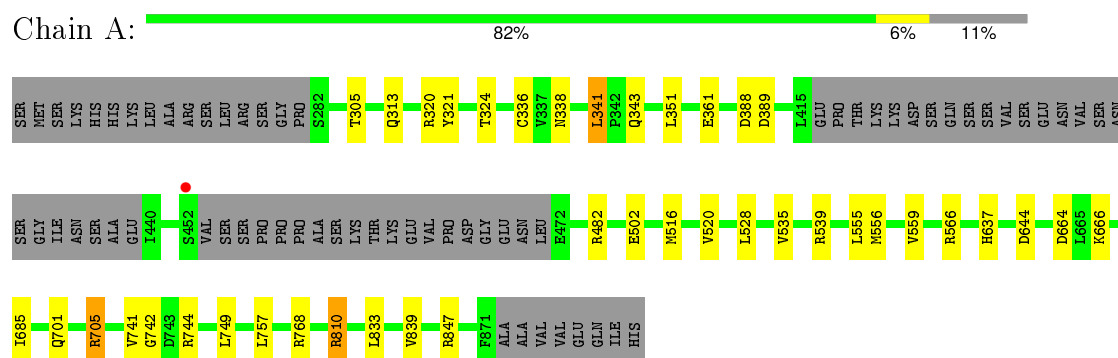 Chain A:
82% 6% 11%
SER MET SER LYS HIS HIS LYS LEU ALA ARG SER LEU ARG SER GLY PRO S282 T305 Q313 R320 Y321 T324 C336 V337 N338 L341 P342 Q343 L351 E361 D388 D389 L415 GLU PRO THR LYS LYS ASP SER GLN SER SER VAL SER GLU ASN VAL SER ASN
SER GLY ILE ASN SER ALA GLU I440 S452 VAL SER SER PRO PRO PRO ALA SER LYS THR LYS GLU VAL PRO ASP GLY GLU ASN LEU E472 R482 E502 M516 V520 L528 V535 R539 L555 M556 V559 R566 H637 D644 D664 L665 K666
I685 Q701 R705 V741 G742 D743 R744 L749 L757 R768 R810 L833 V839 R847 F871 ALA ALA VAL VAL GLU GLN ILE HIS